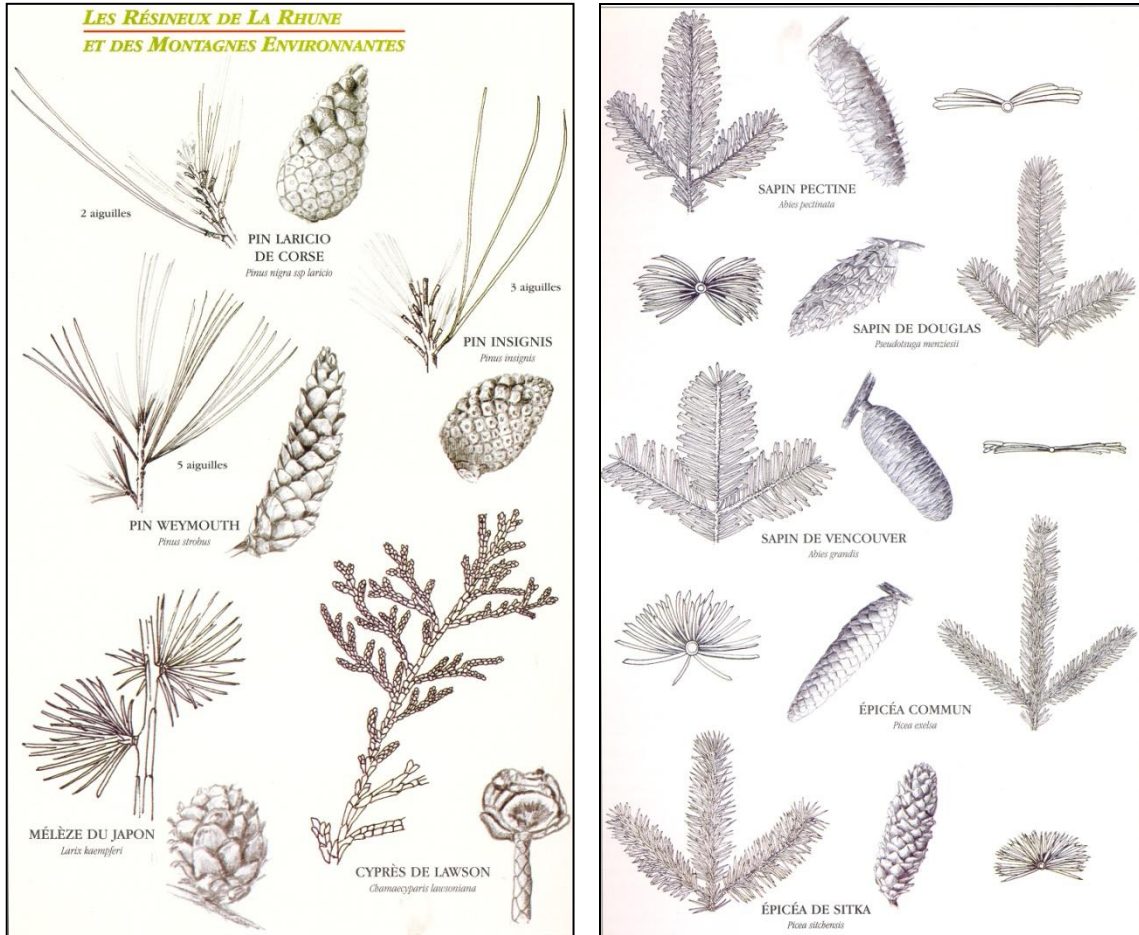 LES RÉSINEUX DE LA RHUNE
ET DES MONTAGNES ENVIRONNANTES
2 aiguilles
PIN LARICIO
DE CORSE
Pinus nigra ssp laricio
3 aiguilles
PIN INSIGNIS
Pinus insignis
5 aiguilles
PIN WEYMOUTH
Pinus strobus
MÉLÈZE DU JAPON
Larix kaempferi
CYPRÈS DE LAWSON
Chamaecyparis lawsoniana
SAPIN PECTINE
Abies pectinata
SAPIN DE DOUGLAS
Pseudotsuga menziesii
SAPIN DE VENCOUVER
Abies grandis
ÉPICÉA COMMUN
Picea exelsa
ÉPICÉA DE SITKA
Picea sitchensis